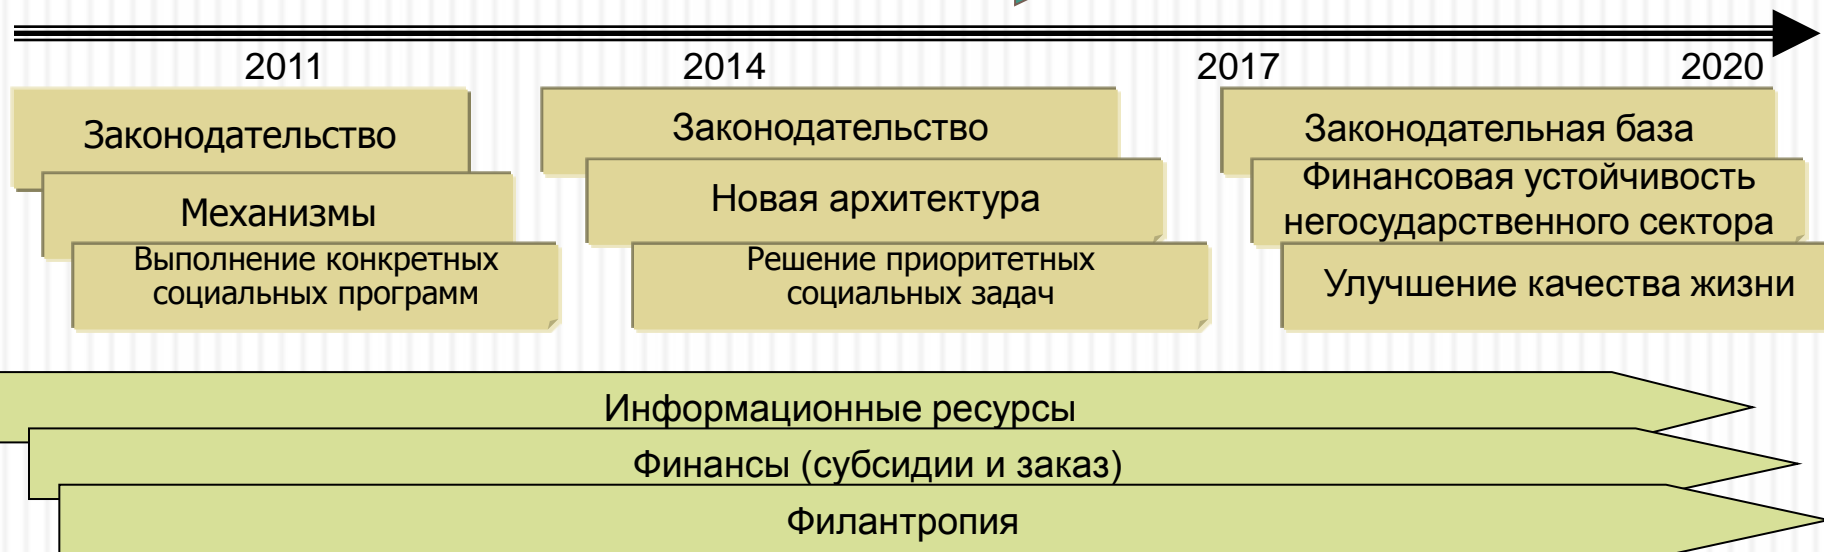 2011 2014 2017 2020
Законодательство
Механизмы
Выполнение конкретных
социальных программ
Законодательство
Новая архитектура
Решение приоритетных
социальных задач
Законодательная база
Финансовая устойчивость
негосударственного сектора
Улучшение качества жизни
Информационные ресурсы
Финансы (субсидии и заказ)
Филантропия